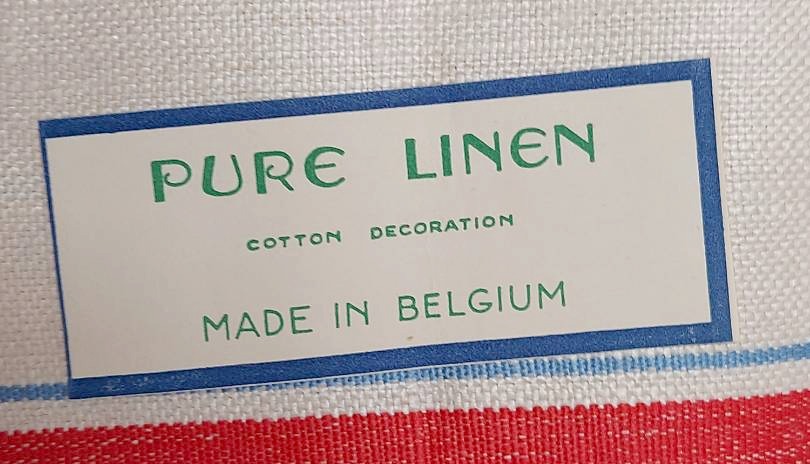 PURE LINEN
COTTON DECORATION
MADE IN BELGIUM